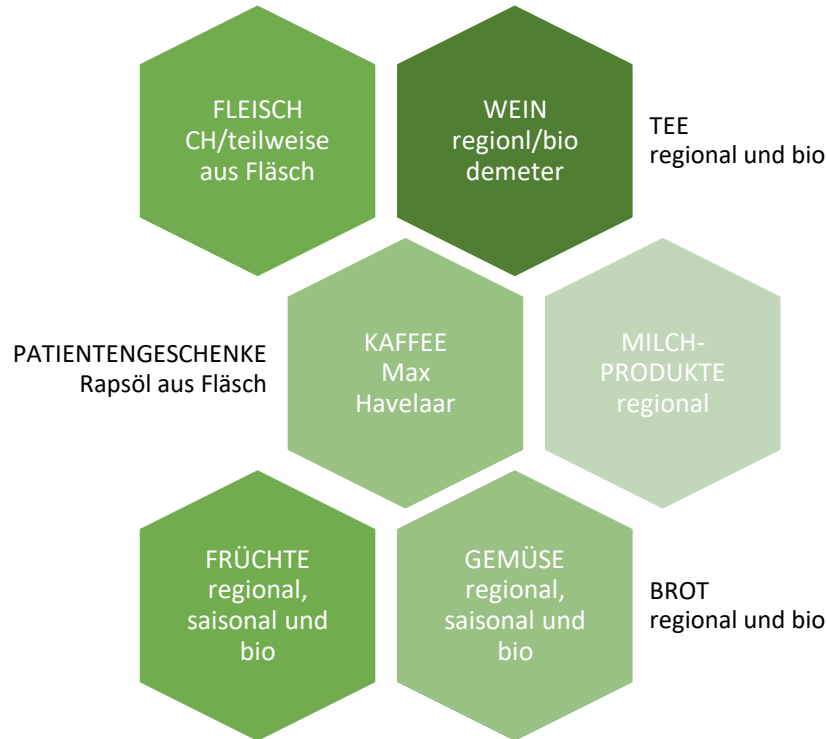 FLEISCH
CH/teilweise
aus Fläsch
WEIN
regionl/bio
demeter
TEE
regional und bio
PATIENTENGESCHENKE
Rapsöl aus Fläsch
KAFFEE
Max
Havelaar
MILCH-
PRODUKTE
regional
FRÜCHTE
regional,
saisonal und
bio
GEMÜSE
regional,
saisonal und
bio
BROT
regional und bio